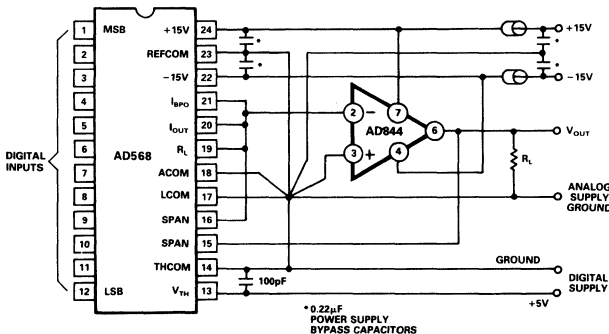 1 MSB +15V 24 +15V
2 REFCOM 23 * *
3 -15V 22 * * -15V
4 IBPO 21
5 IOUT 20 2 - 7
AD844 6 VOUT
6 RL 19 3 + 4
DIGITAL INPUTS
AD568
7 ACOM 18 RL
8 LCOM 17 ANALOG SUPPLY GROUND
9 SPAN 16
10 SPAN 15
11 THCOM 14 GROUND
100pF DIGITAL SUPPLY
12 LSB VTH 13 +5V
*0.22µF
POWER SUPPLY
BYPASS CAPACITORS